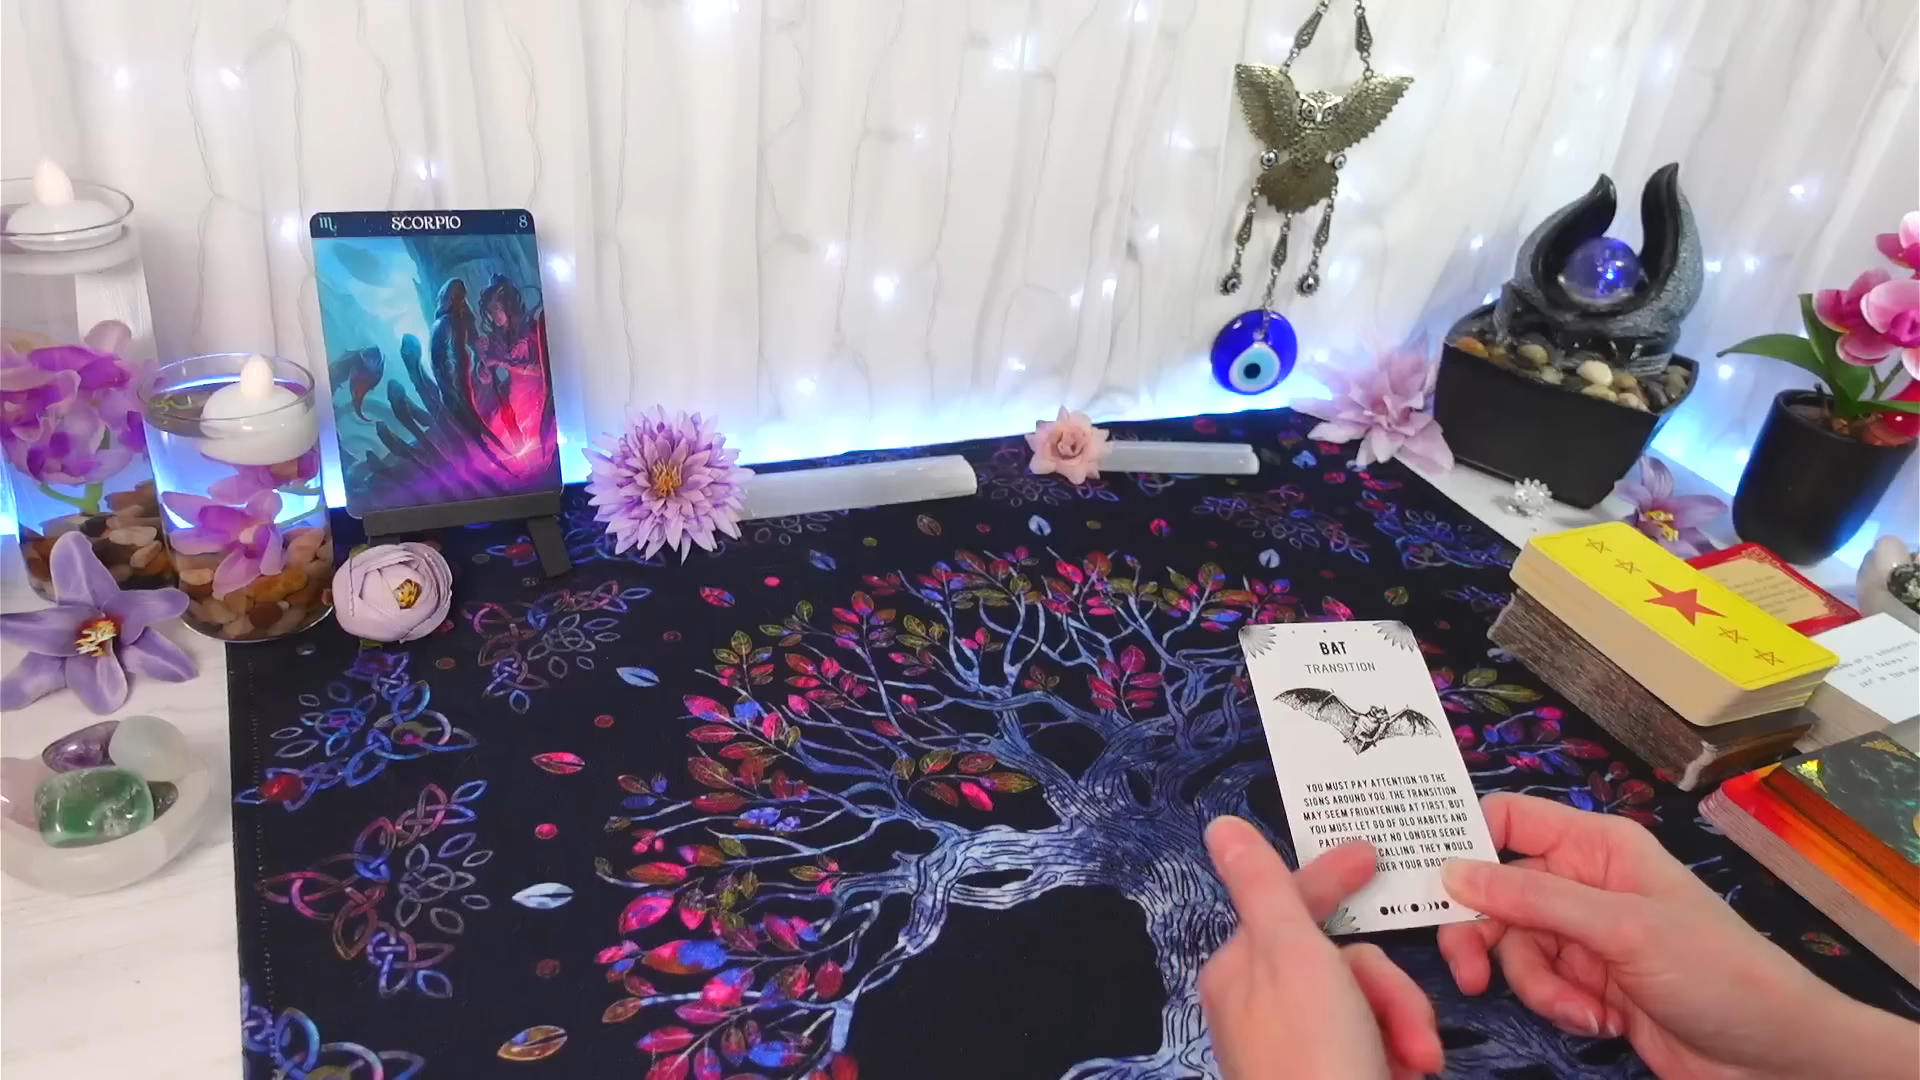 ♏ SCORPIO 8
BAT
TRANSITION
YOU MUST PAY ATTENTION TO THE
SIGNS AROUND YOU. THE TRANSITION
MAY SEEM FRIGHTENING AT FIRST, BUT
YOU MUST LET GO OF OLD HABITS AND
PATTERNS THAT NO LONGER SERVE
CALLING. THEY WOULD
YOUR